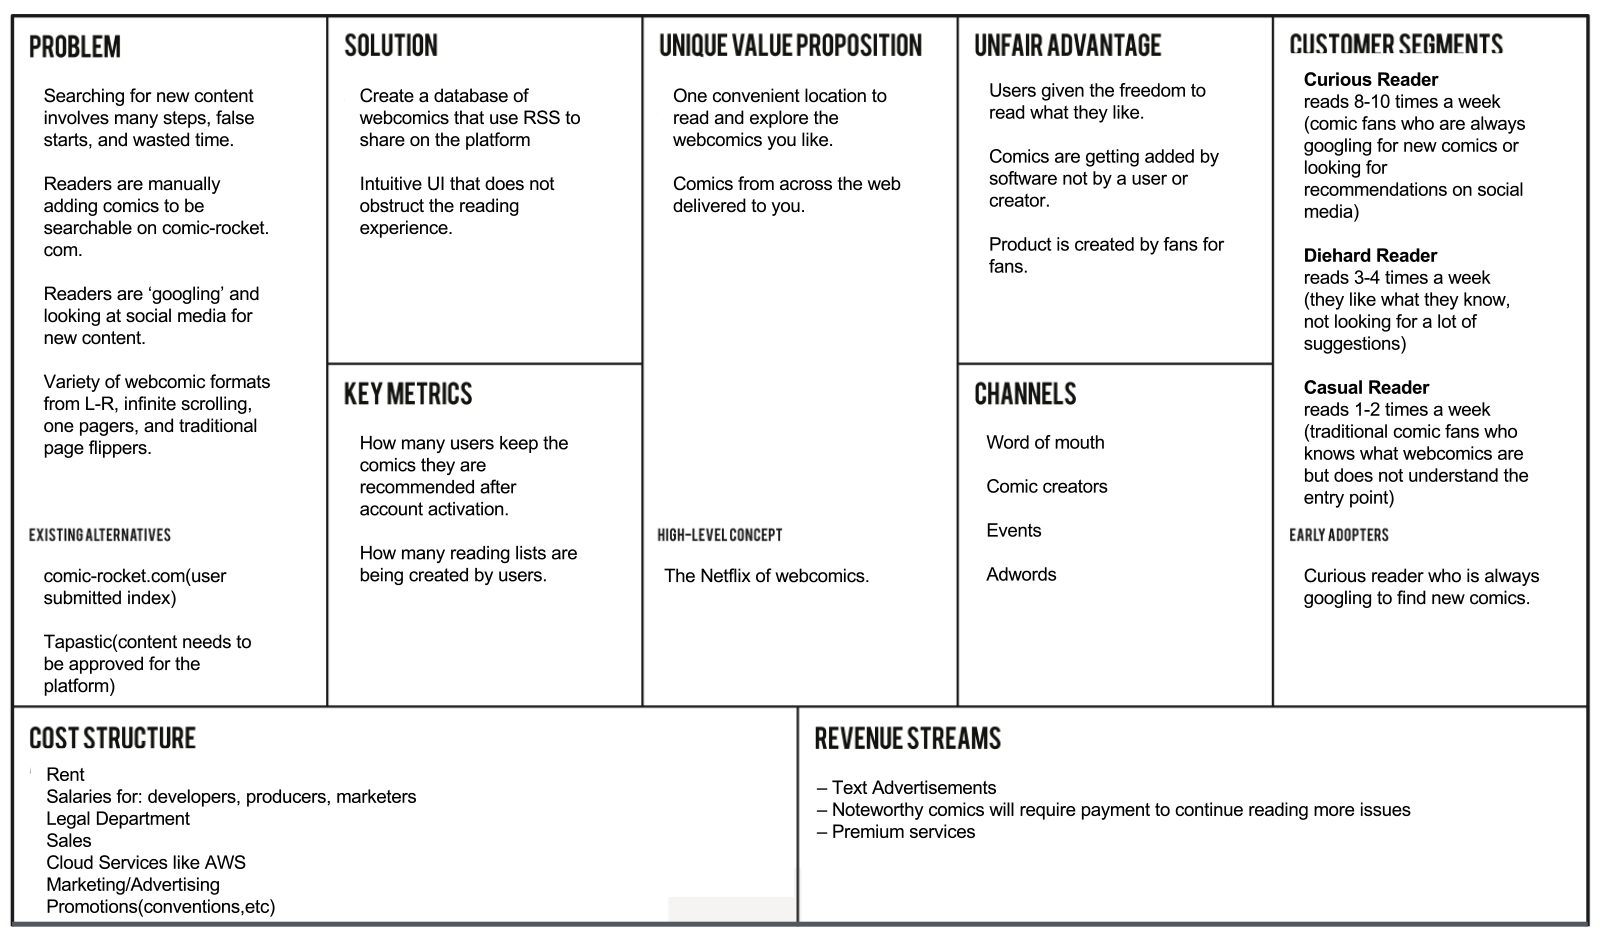 PROBLEM
Searching for new content
involves many steps, false
starts, and wasted time.
Readers are manually
adding comics to be
searchable on comic-rocket.
com.
Readers are ‘googling’ and
looking at social media for
new content.
Variety of webcomic formats
from L-R, infinite scrolling,
one pagers, and traditional
page flippers.
EXISTING ALTERNATIVES
comic-rocket.com(user
submitted index)
Tapastic(content needs to
be approved for the
platform)
SOLUTION
Create a database of
webcomics that use RSS to
share on the platform
Intuitive UI that does not
obstruct the reading
experience.
KEY METRICS
How many users keep the
comics they are
recommended after
account activation.
How many reading lists are
being created by users.
UNIQUE VALUE PROPOSITION
One convenient location to
read and explore the
webcomics you like.
Comics from across the web
delivered to you.
HIGH-LEVEL CONCEPT
The Netflix of webcomics.
UNFAIR ADVANTAGE
Users given the freedom to
read what they like.
Comics are getting added by
software not by a user or
creator.
Product is created by fans for
fans.
CHANNELS
Word of mouth
Comic creators
Events
Adwords
CUSTOMER SEGMENTS
Curious Reader
reads 8-10 times a week
(comic fans who are always
googling for new comics or
looking for
recommendations on social
media)
Diehard Reader
reads 3-4 times a week
(they like what they know,
not looking for a lot of
suggestions)
Casual Reader
reads 1-2 times a week
(traditional comic fans who
knows what webcomics are
but does not understand the
entry point)
EARLY ADOPTERS
Curious reader who is always
googling to find new comics.
COST STRUCTURE
Rent
Salaries for: developers, producers, marketers
Legal Department
Sales
Cloud Services like AWS
Marketing/Advertising
Promotions(conventions,etc)
REVENUE STREAMS
– Text Advertisements
– Noteworthy comics will require payment to continue reading more issues
– Premium services